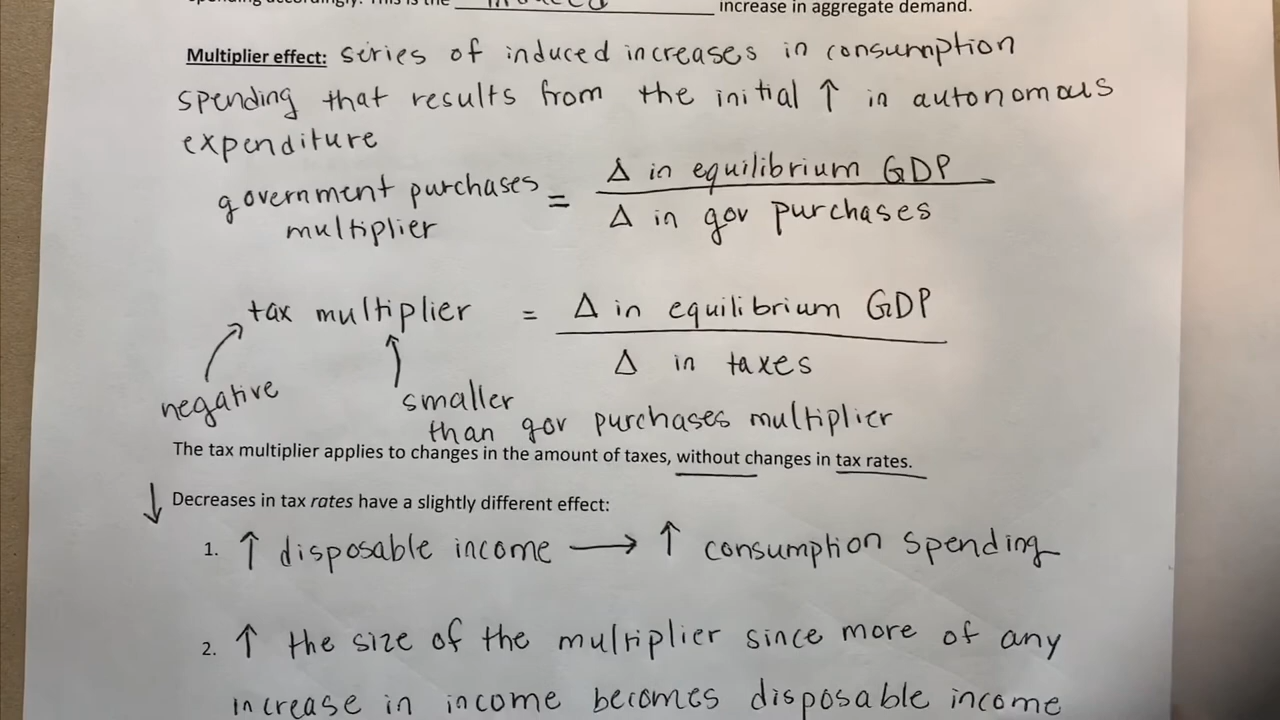 induced increase in aggregate demand.
Multiplier effect: series of induced increases in consumption
spending that results from the initial ↑ in autonomous
expenditure
government purchases multiplier = Δ in equilibrium GDP
Δ in gov purchases
tax multiplier = Δ in equilibrium GDP
Δ in taxes
negative
smaller
than gov purchases multiplier
The tax multiplier applies to changes in the amount of taxes, without changes in tax rates.
↓ Decreases in tax rates have a slightly different effect:
1. ↑ disposable income → ↑ consumption spending
2. ↑ the size of the multiplier since more of any
increase in income becomes disposable income